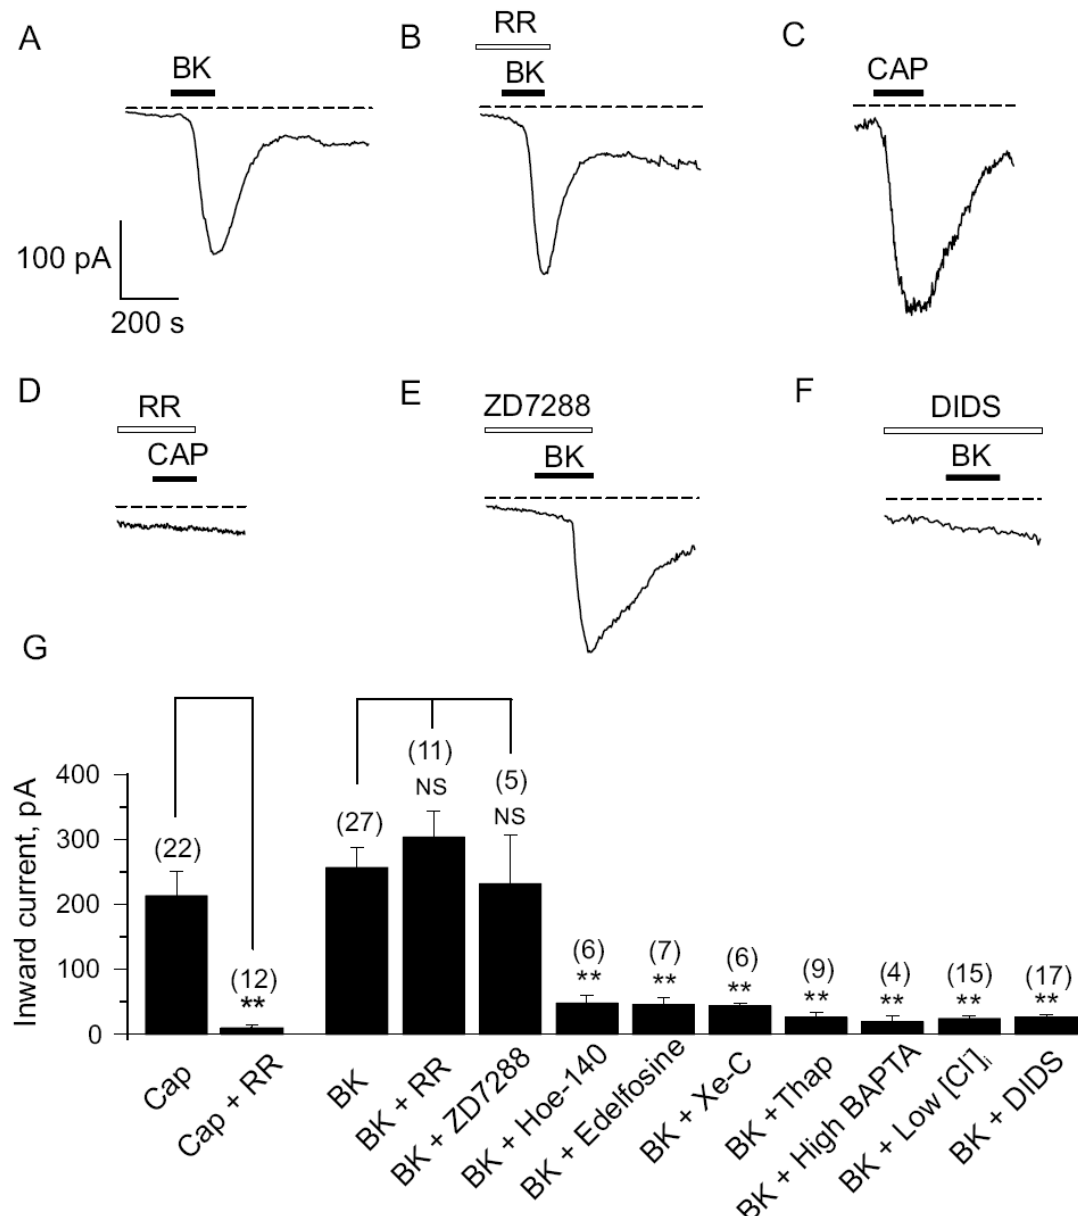 A
BK
100 pA
200 s
B
RR
BK
C
CAP
D
RR
CAP
E
ZD7288
BK
F
DIDS
BK
G
Inward current, pA
400
300
200
100
0
(22)
(12)
**
(27)
(11)
NS
(5)
NS
(6)
**
(7)
**
(6)
**
(9)
**
(4)
**
(15)
**
(17)
**
Cap
Cap + RR
BK
BK + RR
BK + ZD7288
BK + Hoe-140
BK + Edelfosine
BK + Xe-C
BK + Thap
BK + High BAPTA
BK + Low [Cl⁻]ᵢ
BK + DIDS